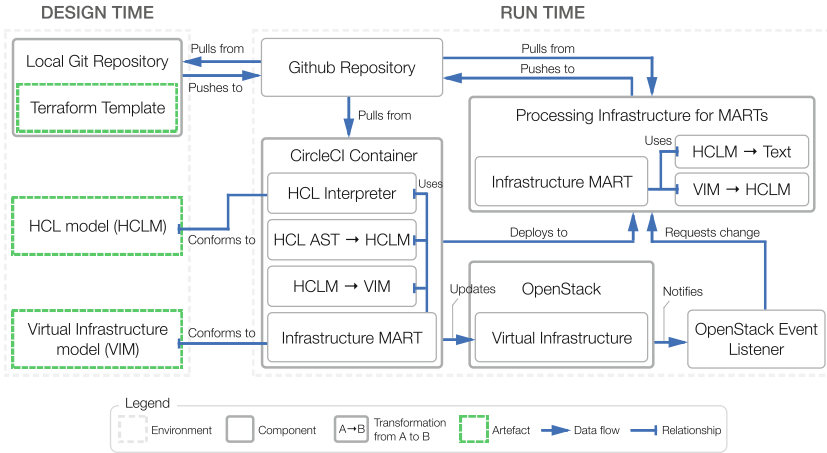 DESIGN TIME
RUN TIME
Local Git Repository
Terraform Template
Pulls from
Pushes to
Github Repository
Pulls from
Pushes to
Pulls from
Processing Infrastructure for MARTs
Infrastructure MART
Uses
HCLM → Text
VIM → HCLM
CircleCI Container
HCL Interpreter
Uses
HCL AST → HCLM
HCLM → VIM
Infrastructure MART
HCL model (HCLM)
Conforms to
Virtual Infrastructure
model (VIM)
Conforms to
Deploys to
Requests change
Updates
OpenStack
Virtual Infrastructure
Notifies
OpenStack Event
Listener
Legend
Environment
Component
A→B
Transformation
from A to B
Artefact
Data flow
Relationship